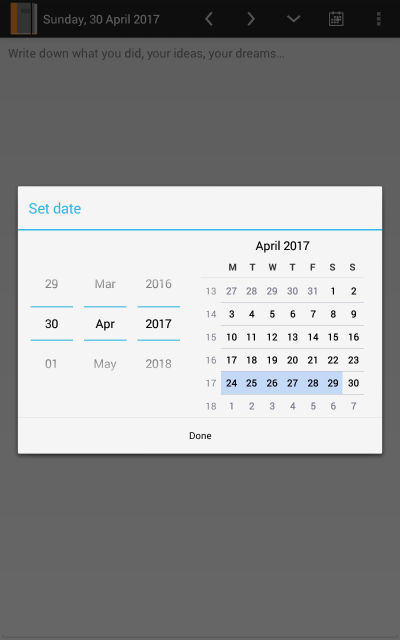 Sunday, 30 April 2017
Write down what you did, your ideas, your dreams...
Set date
29 Mar 2016
30 Apr 2017
01 May 2018
April 2017
M T W T F S S
13 27 28 29 30 31 1 2
14 3 4 5 6 7 8 9
15 10 11 12 13 14 15 16
16 17 18 19 20 21 22 23
17 24 25 26 27 28 29 30
18 1 2 3 4 5 6 7
Done